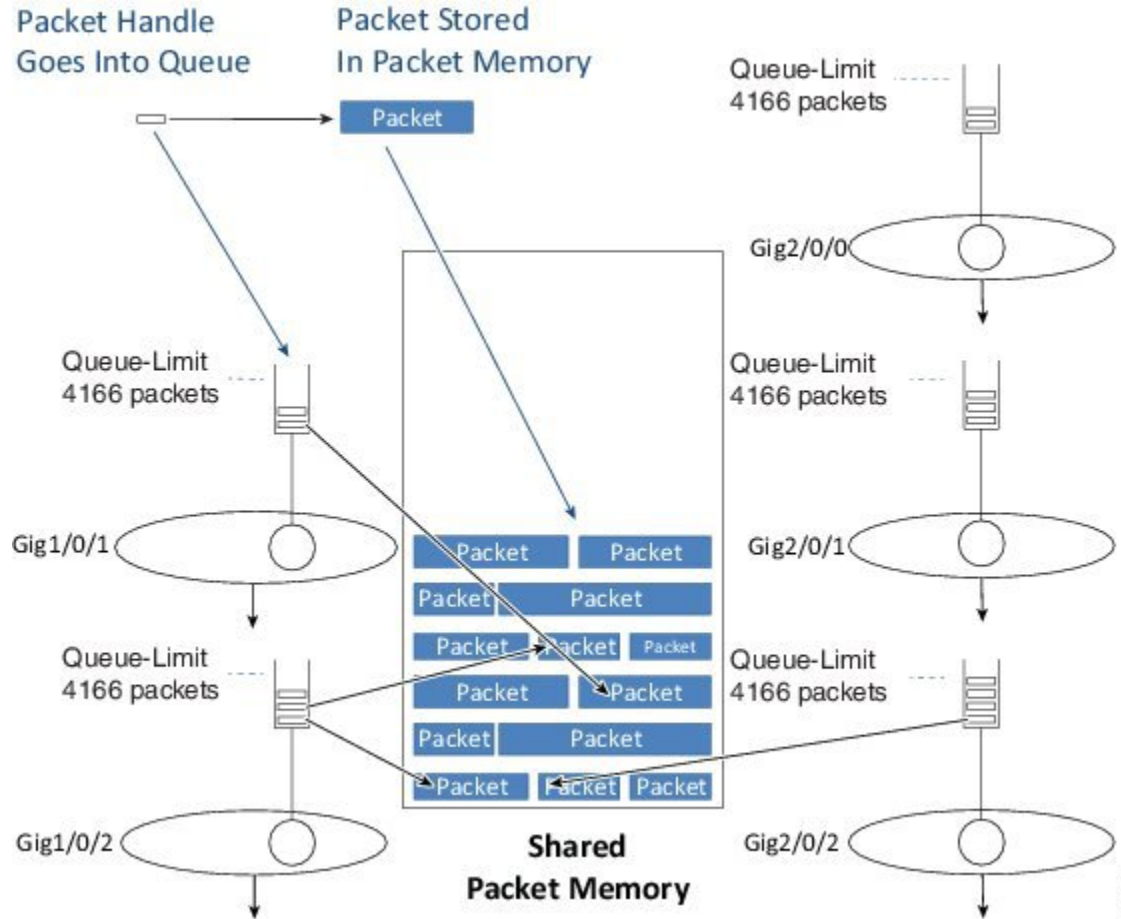 Packet Handle
Goes Into Queue
Packet Stored
In Packet Memory
Packet
Queue-Limit
4166 packets
Gig2/0/0
Queue-Limit
4166 packets
Gig1/0/1
Queue-Limit
4166 packets
Gig2/0/1
Queue-Limit
4166 packets
Gig1/0/2
Queue-Limit
4166 packets
Gig2/0/2
Packet Packet
Packet Packet
Packet Packet Packet
Packet Packet
Packet Packet
Packet Packet Packet
Shared
Packet Memory